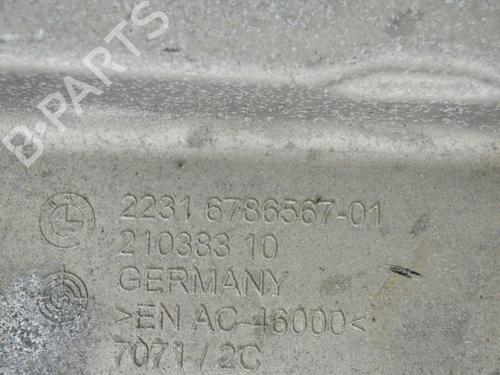 B-PARTS
2231 6786567-01
210383 10
GERMANY
>EN AC-46000<
7071 / 2C